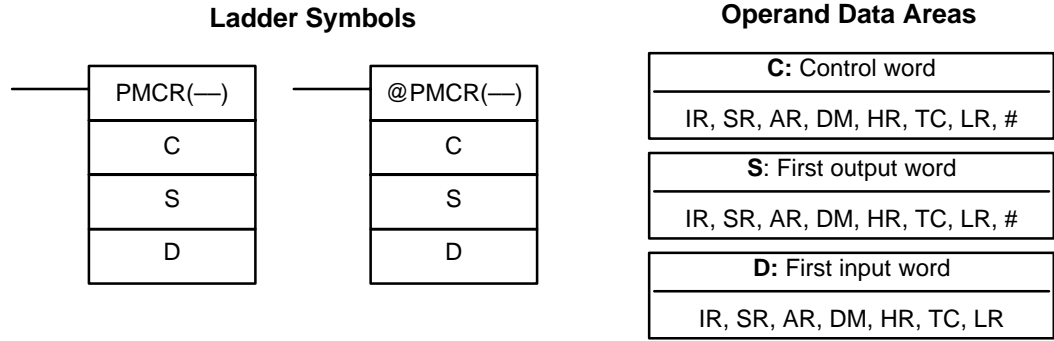 Ladder Symbols
PMCR(—)
C
S
D
@PMCR(—)
C
S
D
Operand Data Areas
C: Control word
IR, SR, AR, DM, HR, TC, LR, #
S: First output word
IR, SR, AR, DM, HR, TC, LR, #
D: First input word
IR, SR, AR, DM, HR, TC, LR